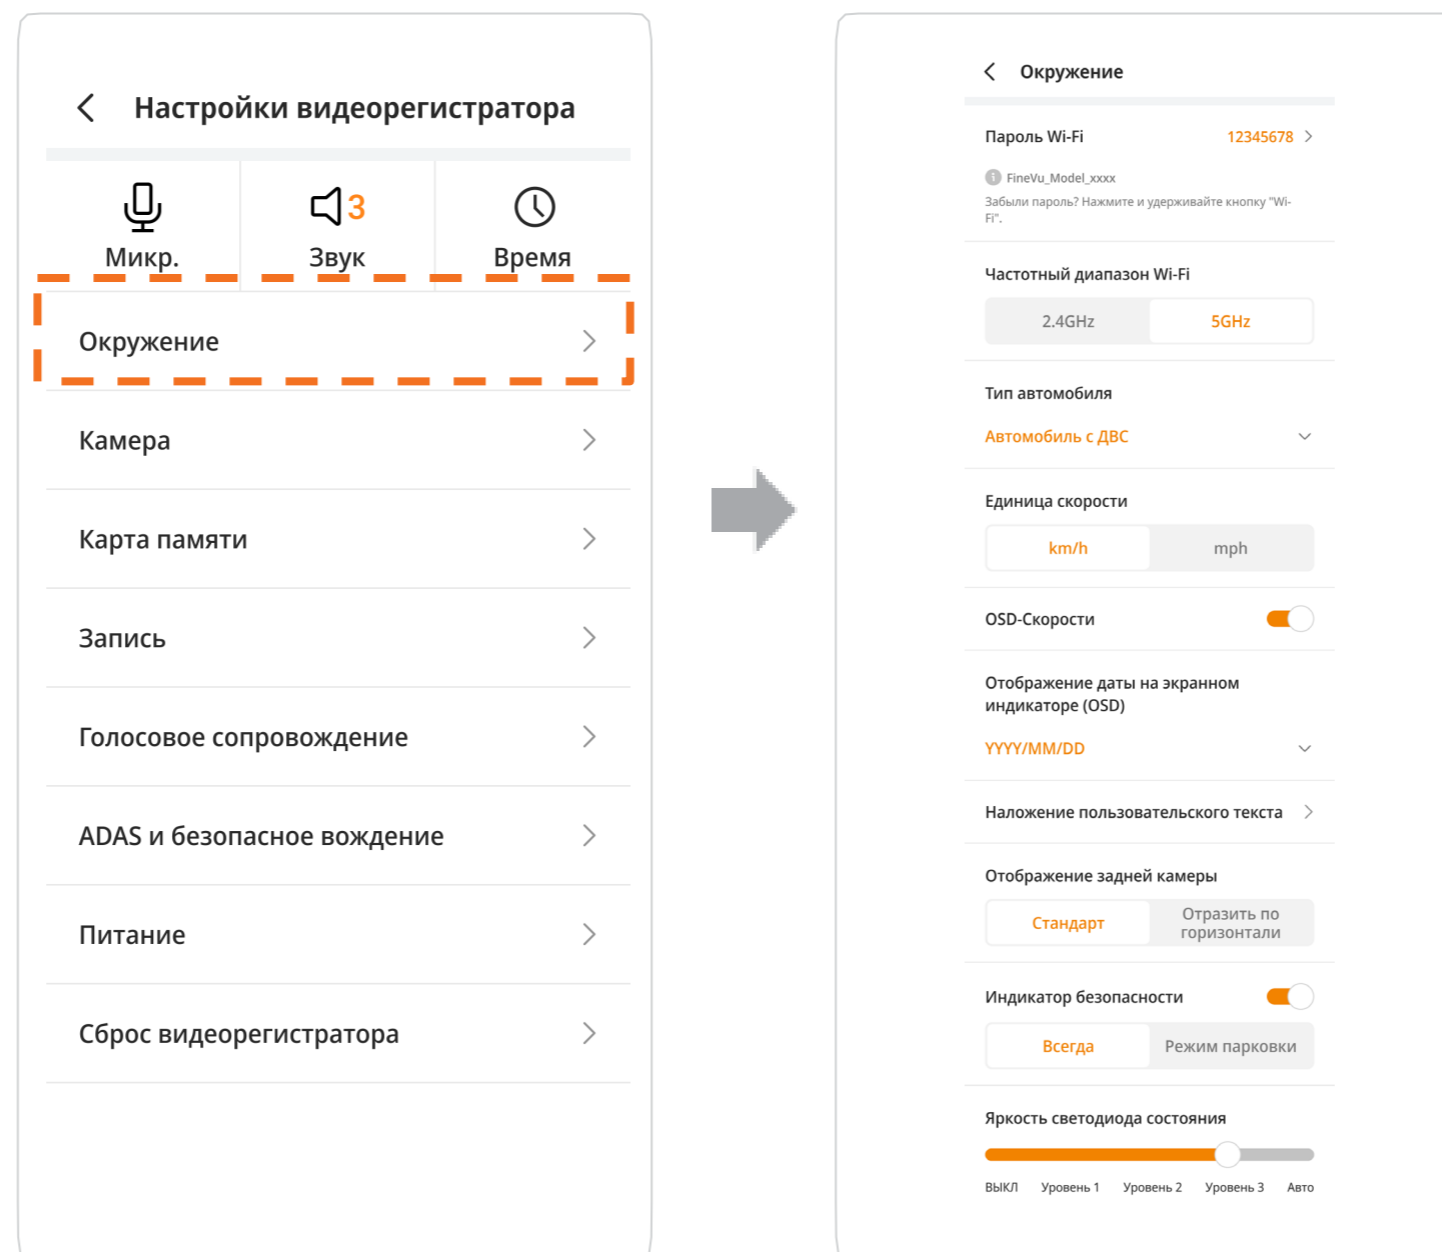 Настройки видеорегистратора
3
Микр.
Звук
Время
Окружение
Камера
Карта памяти
Запись
Голосовое сопровождение
ADAS и безопасное вождение
Питание
Сброс видеорегистратора
Окружение
Пароль Wi-Fi
12345678
FineVu_Model_xxxx
Забыли пароль? Нажмите и удерживайте кнопку "Wi-
Fi".
Частотный диапазон Wi-Fi
2.4GHz
5GHz
Тип автомобиля
Автомобиль с ДВС
Единица скорости
km/h
mph
OSD-Скорости
Отображение даты на экранном
индикаторе (OSD)
YYYY/MM/DD
Наложение пользовательского текста
Отображение задней камеры
Стандарт
Отразить по
горизонтали
Индикатор безопасности
Всегда
Режим парковки
Яркость светодиода состояния
ВЫКЛ
Уровень 1
Уровень 2
Уровень 3
Авто